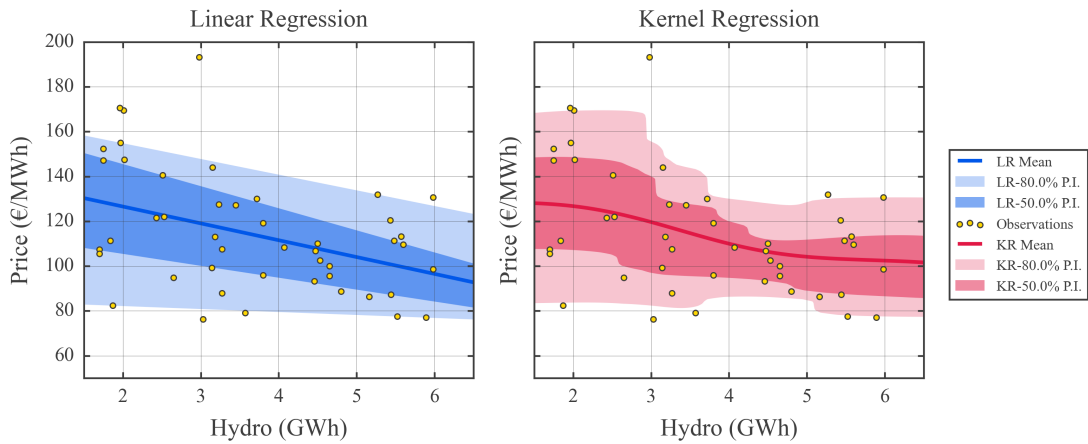 Linear Regression
Kernel Regression
200
180
160
140
120
100
80
60
Price (€/MWh)
2
3
4
5
6
Hydro (GWh)
Price (€/MWh)
2
3
4
5
6
Hydro (GWh)
LR Mean
LR-80.0% P.I.
LR-50.0% P.I.
Observations
KR Mean
KR-80.0% P.I.
KR-50.0% P.I.